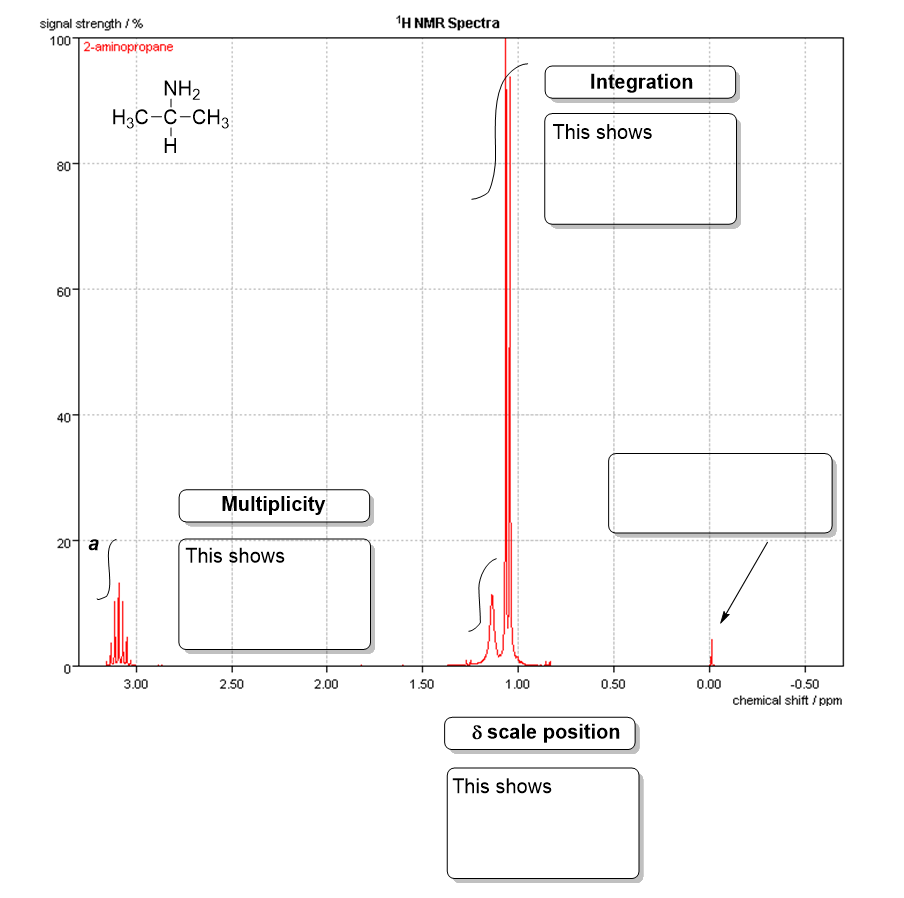 signal strength / %
¹H NMR Spectra
100
2-aminopropane
NH₂
H₃C–C–CH₃
H
Integration
This shows
80
60
40
Multiplicity
a
This shows
20
0
3.00 2.50 2.00 1.50 1.00 0.50 0.00 -0.50
chemical shift / ppm
δ scale position
This shows